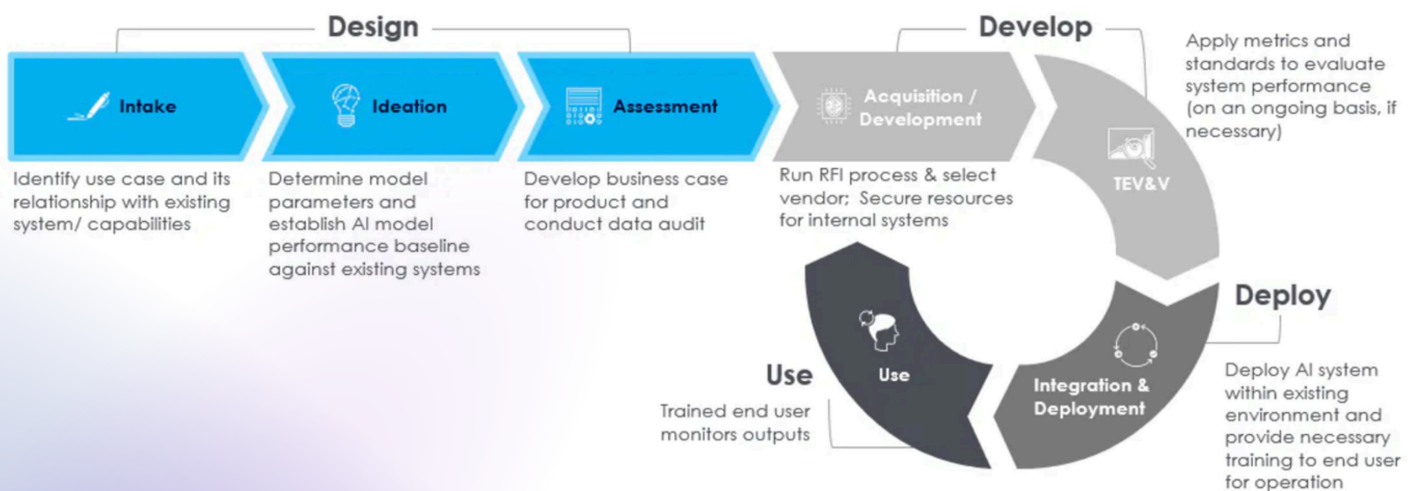 Design
Intake
Identify use case and its
relationship with existing
system/ capabilities
Ideation
Determine model
parameters and
establish AI model
performance baseline
against existing systems
Assessment
Develop business case
for product and
conduct data audit
Develop
Acquisition /
Development
Run RFI process & select
vendor; Secure resources
for internal systems
TEV&V
Apply metrics and
standards to evaluate
system performance
(on an ongoing basis, if
necessary)
Deploy
Integration &
Deployment
Deploy AI system
within existing
environment and
provide necessary
training to end user
for operation
Use
Use
Trained end user
monitors outputs